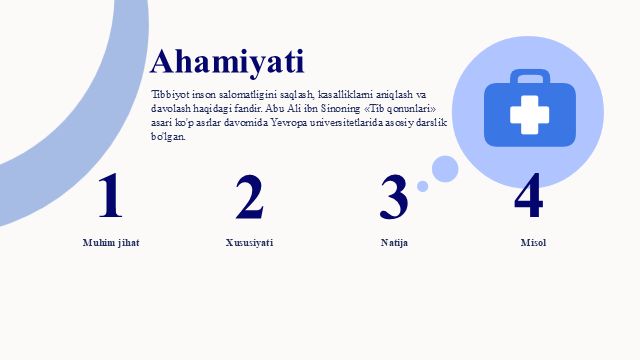 Ahamiyati
Tibbiyot inson salomatligini saqlash, kasalliklarni aniqlash va
davolash haqidagi fandir. Abu Ali ibn Sinoning «Tib qonunlari»
asari ko'p asrlar davomida Yevropa universitetlarida asosiy darslik
bo'lgan.
1 2 3 4
Muhim jihat Xususiyati Natija Misol